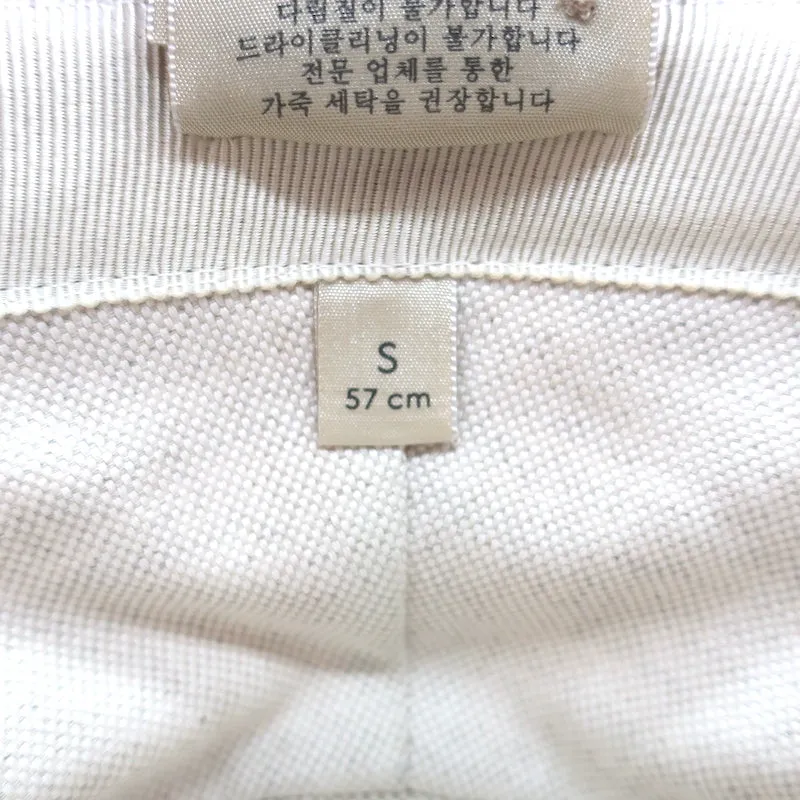 다림질이 불가합니다
드라이클리닝이 불가합니다
전문 업체를 통한
가죽 세탁을 권장합니다
S
57 cm